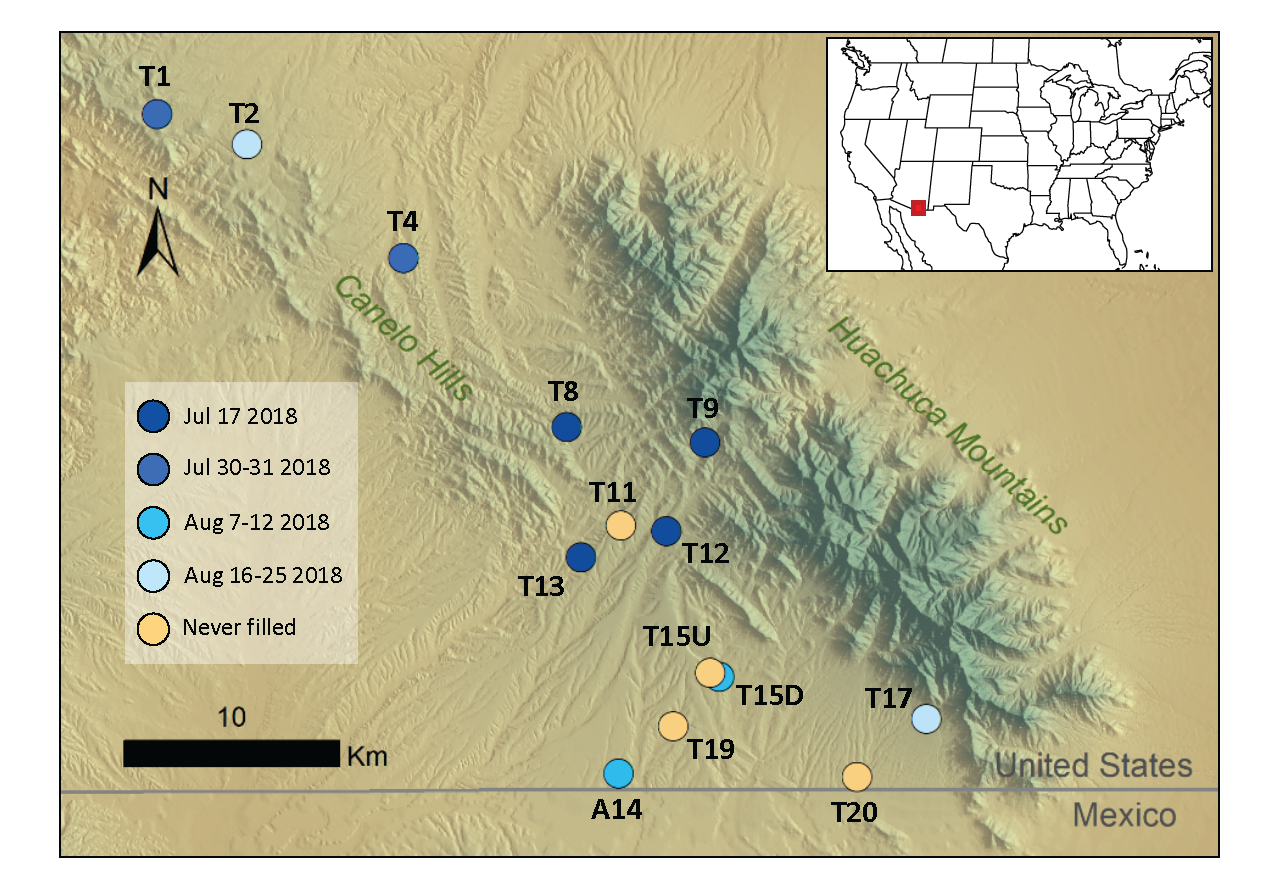 T1
T2
N
T4
Canelo Hills
Huachuca Mountains
T8
T9
Jul 17 2018
Jul 30-31 2018
Aug 7-12 2018
Aug 16-25 2018
Never filled
T11
T12
T13
T15U
T15D
T17
10
Km
T19
United States
A14
T20
Mexico